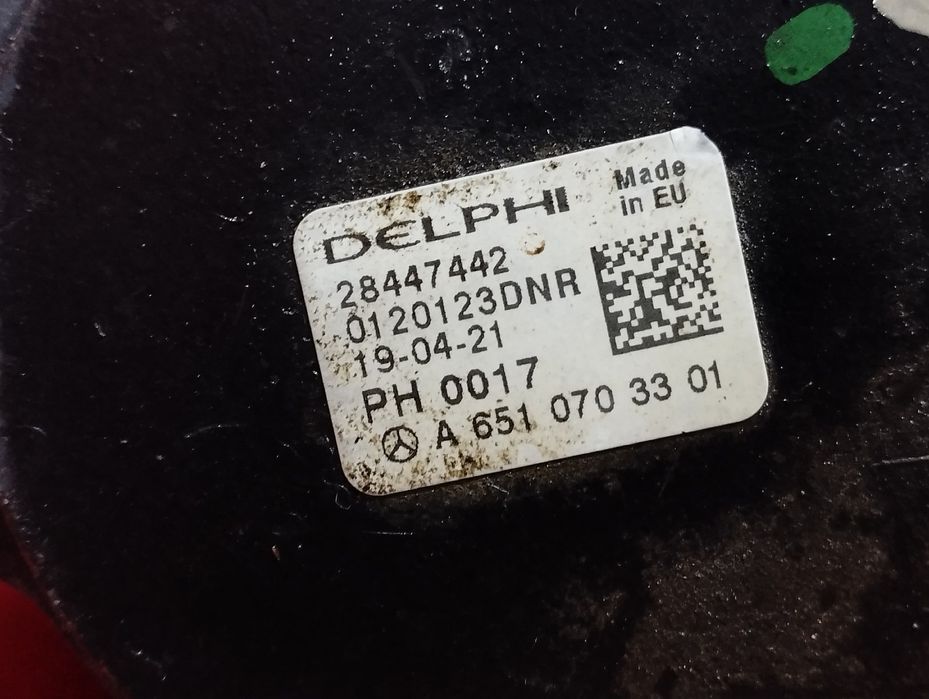 DELPHI
Made
in EU
28447442
0120123DNR
19-04-21
PH 0017
A 651 070 33 01